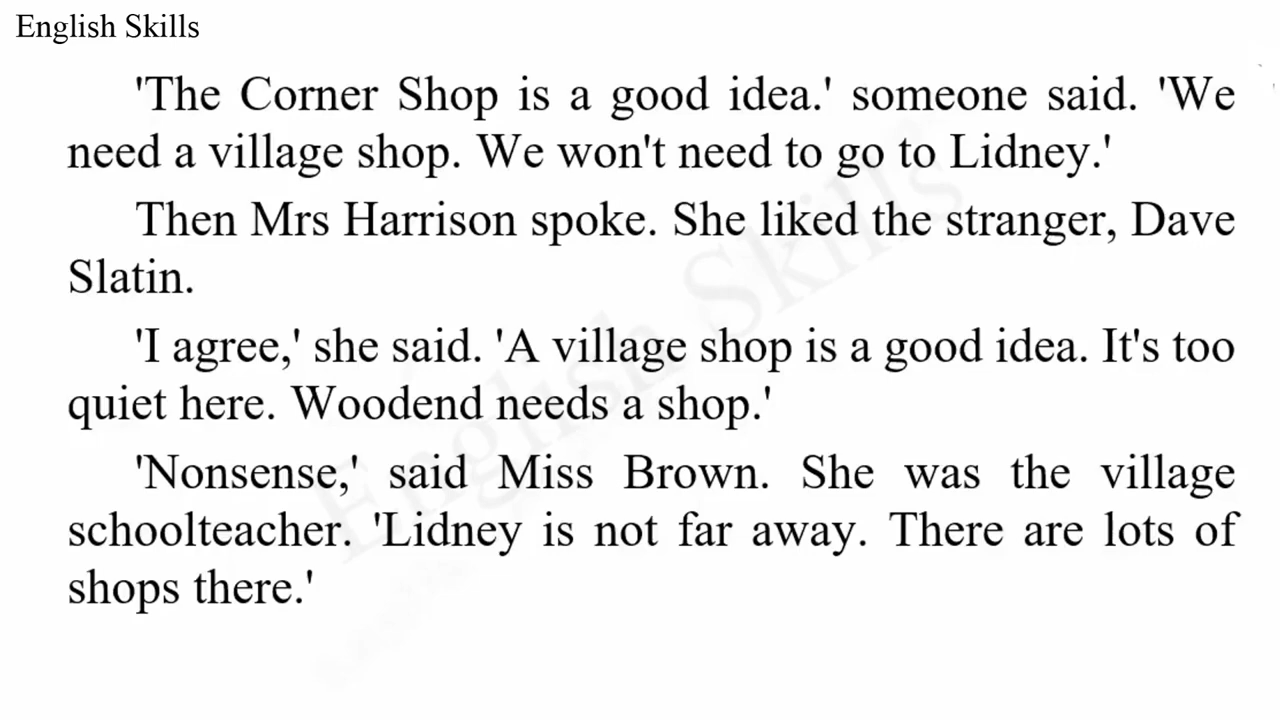 English Skills
'The Corner Shop is a good idea.' someone said. 'We
need a village shop. We won't need to go to Lidney.'
Then Mrs Harrison spoke. She liked the stranger, Dave
Slatin.
'I agree,' she said. 'A village shop is a good idea. It's too
quiet here. Woodend needs a shop.'
'Nonsense,' said Miss Brown. She was the village
schoolteacher. 'Lidney is not far away. There are lots of
shops there.'
English Skills